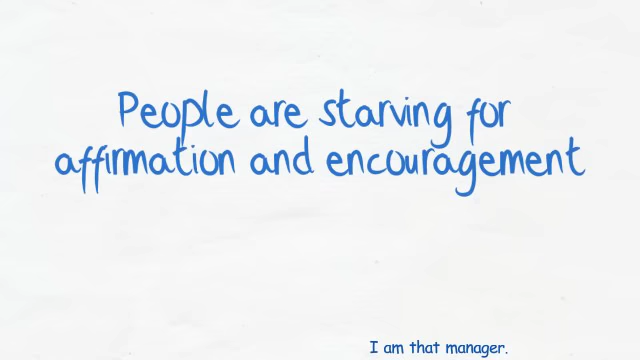 People are starving for
affirmation and encouragement
I am that manager.